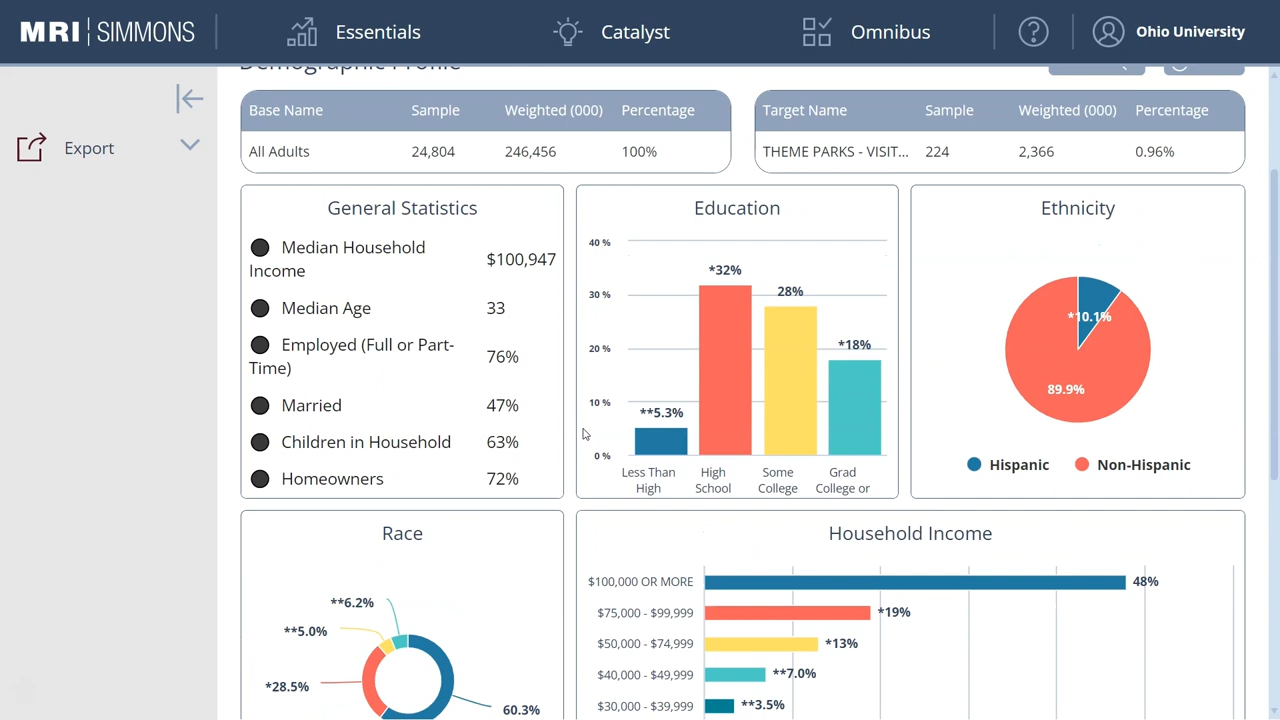 MRI | SIMMONS
Essentials
Catalyst
Omnibus
Ohio University
Demographic Profile
Export
Base Name Sample Weighted (000) Percentage
All Adults 24,804 246,456 100%
Target Name Sample Weighted (000) Percentage
THEME PARKS - VISIT... 224 2,366 0.96%
General Statistics
Median Household
Income
$100,947
Median Age 33
Employed (Full or Part-
Time)
76%
Married 47%
Children in Household 63%
Homeowners 72%
Education
40 %
30 %
20 %
10 %
0 %
**5.3%
*32%
28%
*18%
Less Than
High
High
School
Some
College
Grad
College or
Ethnicity
*10.1%
89.9%
Hispanic Non-Hispanic
Race
**6.2%
**5.0%
*28.5%
60.3%
Household Income
$100,000 OR MORE 48%
$75,000 - $99,999 *19%
$50,000 - $74,999 *13%
$40,000 - $49,999 **7.0%
$30,000 - $39,999 **3.5%